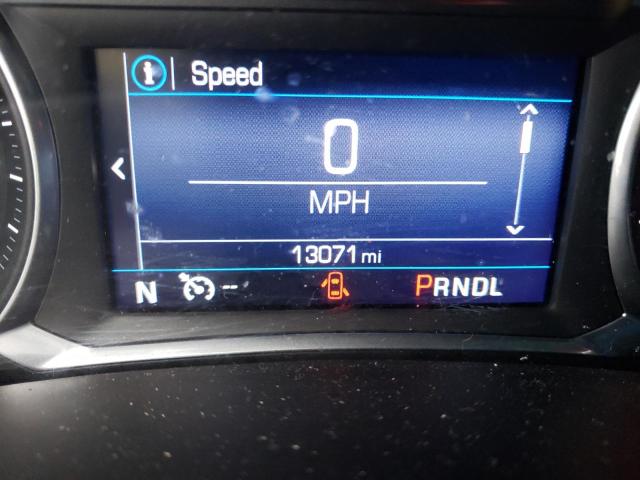 Speed
0
MPH
13071 mi
N -- PRNDL